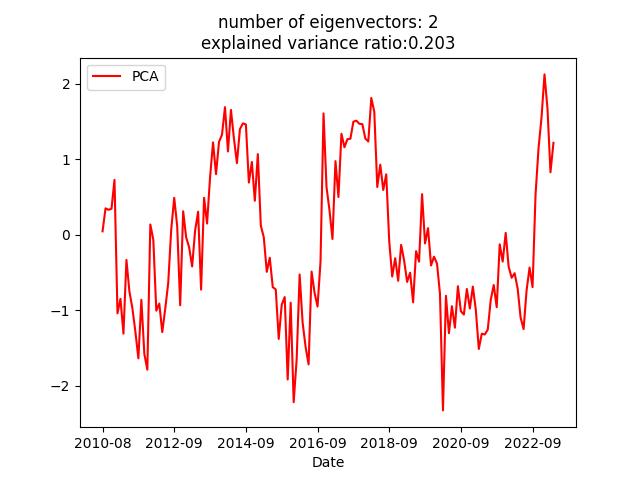 number of eigenvectors: 2
explained variance ratio:0.203
PCA
2
1
0
−1
−2
2010-08 2012-09 2014-09 2016-09 2018-09 2020-09 2022-09
Date